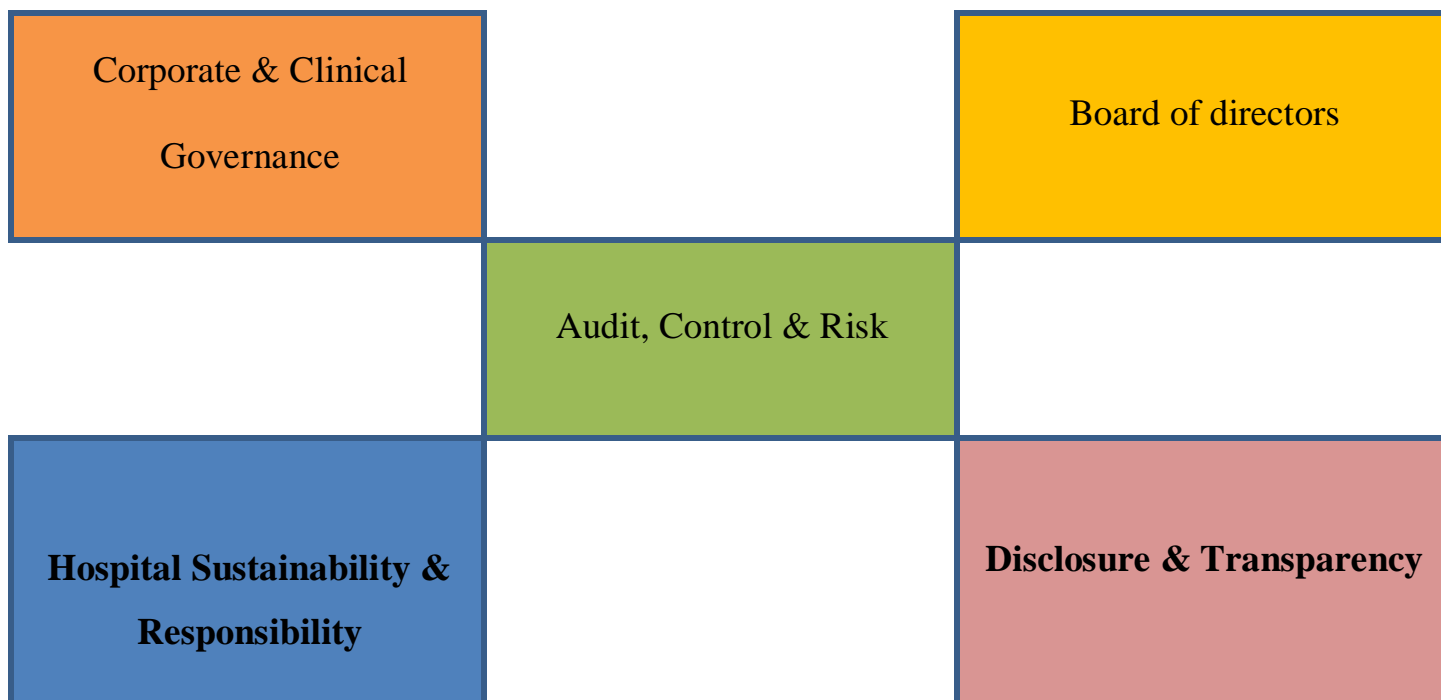 Corporate & Clinical
Governance
Board of directors
Audit, Control & Risk
Hospital Sustainability &
Responsibility
Disclosure & Transparency